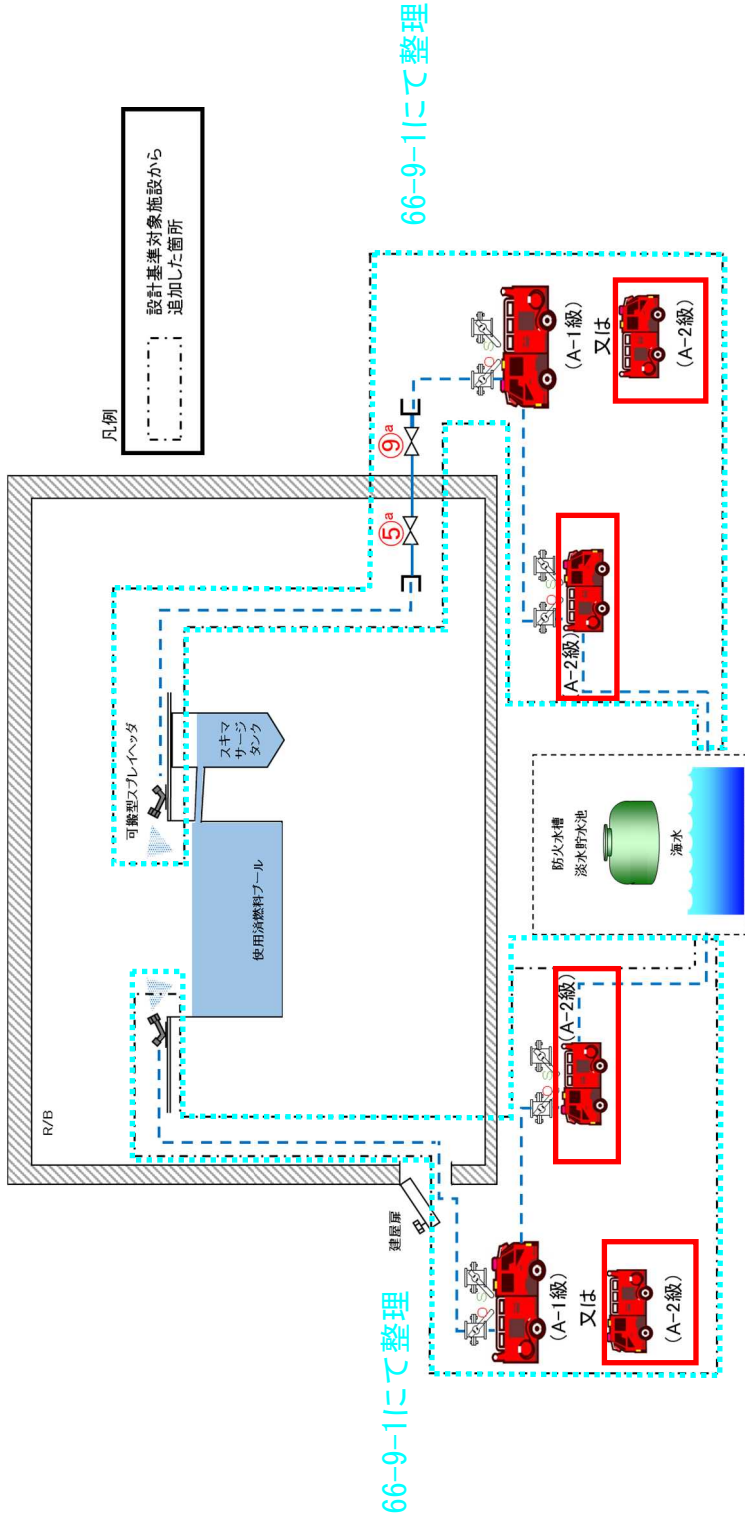 66-9-1にて整理
凡例
設計基準対象施設から
追加した箇所
R/B
可搬型スプレイヘッダ
スキマ
サージ
タンク
使用済燃料プール
⑤a
⑨a
建屋扉
66-9-1にて整理
(A-1級)
又は
(A-2級)
(A-2級)
防火水槽
淡水貯水池
海水
(A-2級)
(A-1級)
又は
(A-2級)